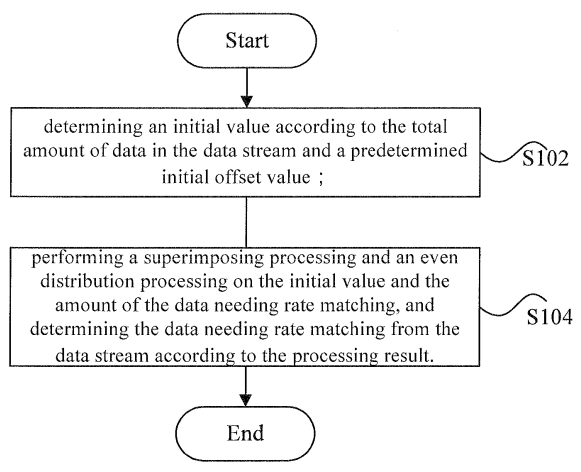 Start
determining an initial value according to the total
amount of data in the data stream and a predetermined
initial offset value ;
S102
performing a superimposing processing and an even
distribution processing on the initial value and the
amount of the data needing rate matching, and
determining the data needing rate matching from the
data stream according to the processing result.
S104
End